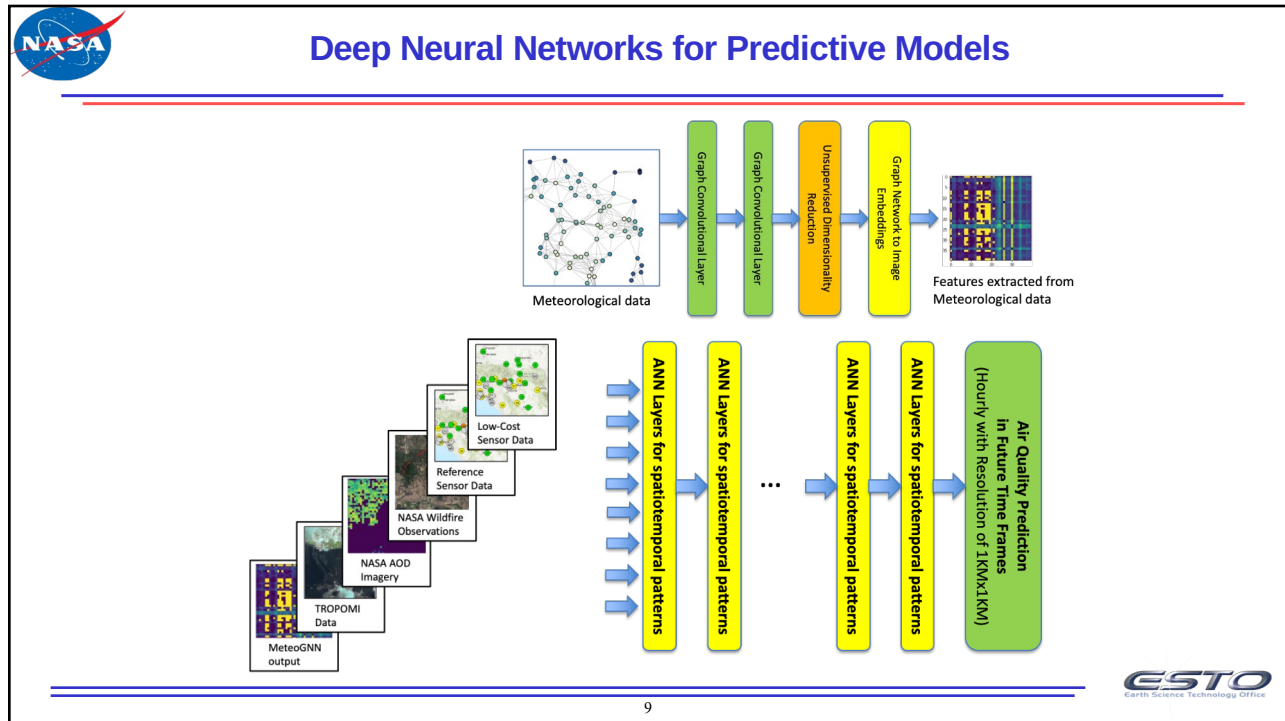 NASA
Deep Neural Networks for Predictive Models
Meteorological data
Graph Convolutional Layer
Graph Convolutional Layer
Unsupervised Dimensionality
Reduction
Graph Network to Image
Embeddings
Features extracted from
Meteorological data
Low-Cost
Sensor Data
Reference
Sensor Data
NASA Wildfire
Observations
NASA AOD
Imagery
TROPOMI
Data
MeteoGNN
output
ANN Layers for spatiotemporal patterns
ANN Layers for spatiotemporal patterns
...
ANN Layers for spatiotemporal patterns
ANN Layers for spatiotemporal patterns
Air Quality Prediction
in Future Time Frames
(Hourly with Resolution of 1KMx1KM)
9
ESTO
Earth Science Technology Office